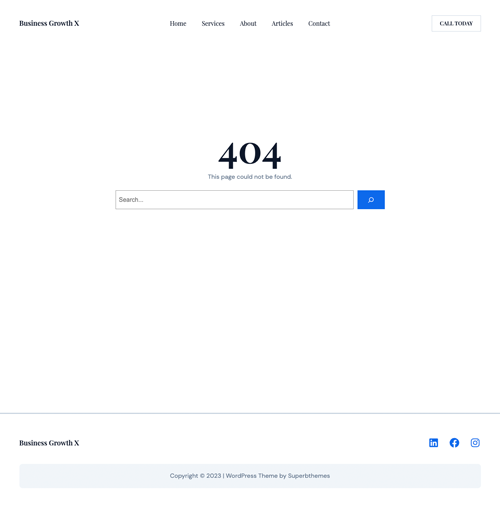 Business Growth X
Home Services About Articles Contact
CALL TODAY
404
This page could not be found.
Search...
Business Growth X
Copyright © 2023 | WordPress Theme by Superbthemes